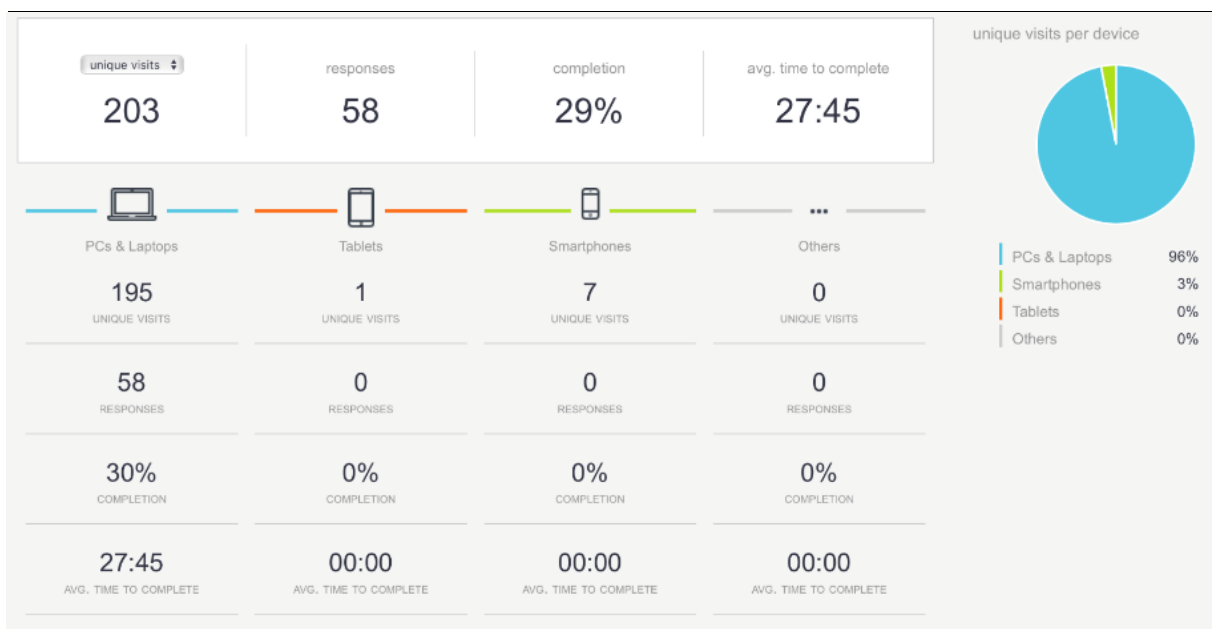 unique visits per device
unique visits
responses
completion
avg. time to complete
203
58
29%
27:45
PCs & Laptops
Tablets
Smartphones
Others
195
1
7
0
UNIQUE VISITS
UNIQUE VISITS
UNIQUE VISITS
UNIQUE VISITS
58
0
0
0
RESPONSES
RESPONSES
RESPONSES
RESPONSES
30%
0%
0%
0%
COMPLETION
COMPLETION
COMPLETION
COMPLETION
27:45
00:00
00:00
00:00
AVG. TIME TO COMPLETE
AVG. TIME TO COMPLETE
AVG. TIME TO COMPLETE
AVG. TIME TO COMPLETE
PCs & Laptops 96%
Smartphones 3%
Tablets 0%
Others 0%